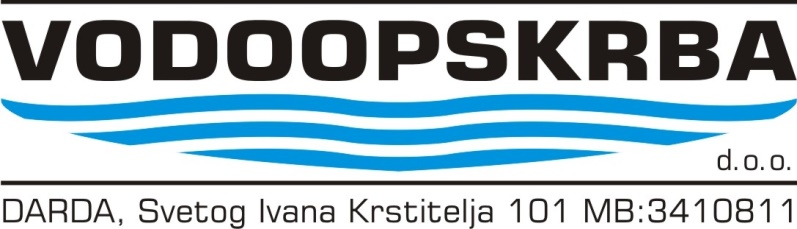 VODOOPSKRBA
d.o.o.
DARDA, Svetog Ivana Krstitelja 101 MB:3410811